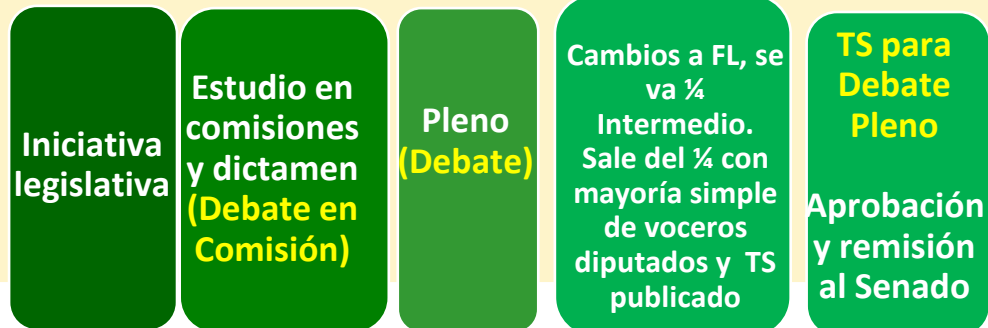 Iniciativa
legislativa
Estudio en
comisiones
y dictamen
(Debate en
Comisión)
Pleno
(Debate)
Cambios a FL, se
va ¼
Intermedio.
Sale del ¼ con
mayoría simple
de voceros
diputados y TS
publicado
TS para
Debate
Pleno
Aprobación
y remisión
al Senado